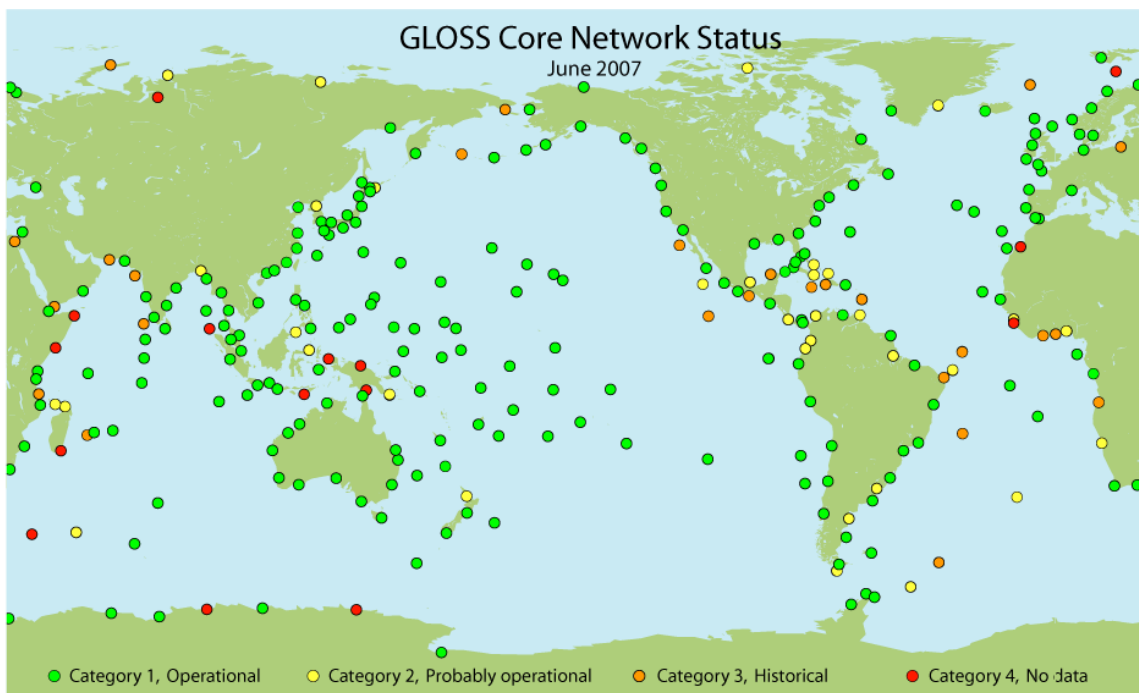 GLOSS Core Network Status
June 2007
Category 1, Operational
Category 2, Probably operational
Category 3, Historical
Category 4, No data